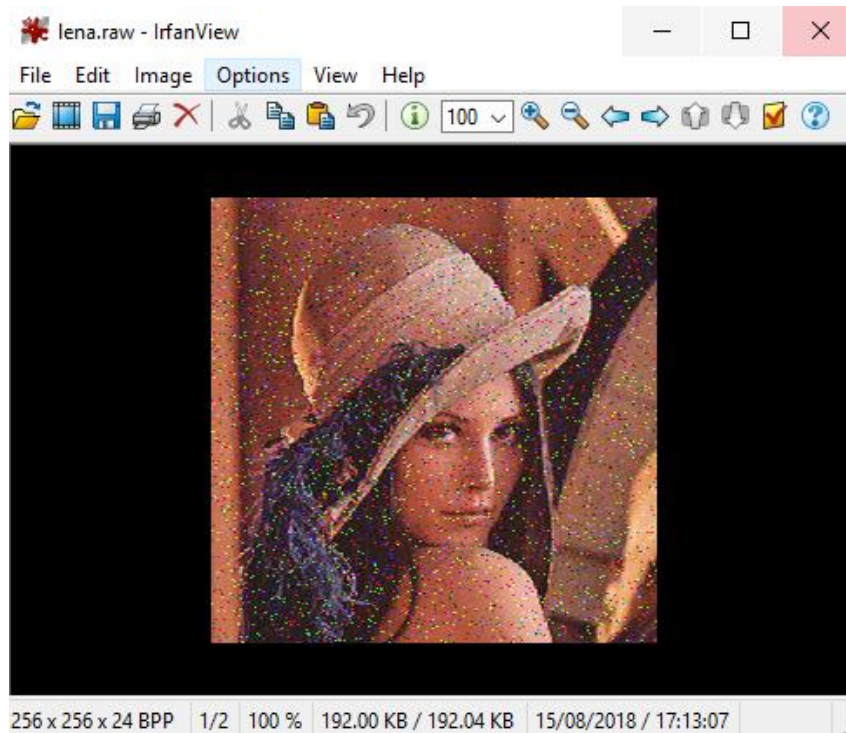 lena.raw - IrfanView
File Edit Image Options View Help
100
256 x 256 x 24 BPP 1/2 100 % 192.00 KB / 192.04 KB 15/08/2018 / 17:13:07